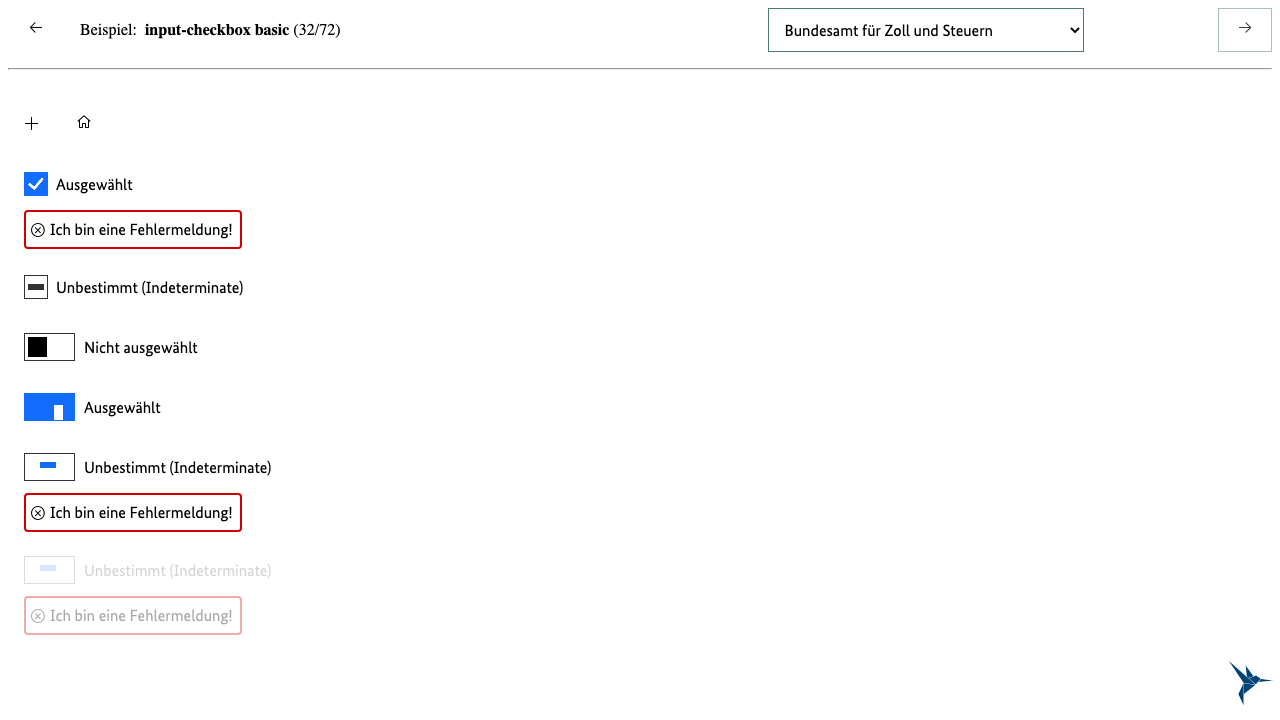 Beispiel: input-checkbox basic (32/72)
Bundesamt für Zoll und Steuern
Ausgewählt
Ich bin eine Fehlermeldung!
Unbestimmt (Indeterminate)
Nicht ausgewählt
Ausgewählt
Unbestimmt (Indeterminate)
Ich bin eine Fehlermeldung!
Unbestimmt (Indeterminate)
Ich bin eine Fehlermeldung!